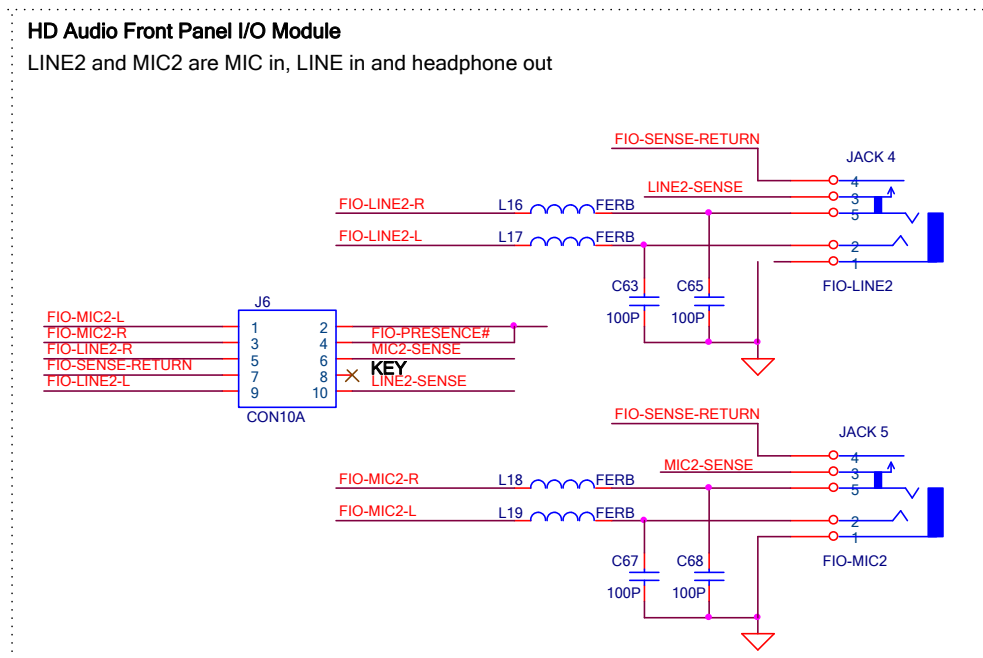 HD Audio Front Panel I/O Module
LINE2 and MIC2 are MIC in, LINE in and headphone out
FIO-SENSE-RETURN
JACK 4
4
LINE2-SENSE
3
FIO-LINE2-R
L16
FERB
5
FIO-LINE2-L
L17
FERB
2
1
C63
C65
FIO-LINE2
100P
100P
J6
FIO-MIC2-L
1
2
FIO-MIC2-R
3
4
FIO-PRESENCE#
FIO-LINE2-R
5
6
MIC2-SENSE
FIO-SENSE-RETURN
7
8
KEY
FIO-LINE2-L
9
10
LINE2-SENSE
CON10A
FIO-SENSE-RETURN
JACK 5
4
MIC2-SENSE
3
FIO-MIC2-R
L18
FERB
5
FIO-MIC2-L
L19
FERB
2
1
C67
C68
FIO-MIC2
100P
100P